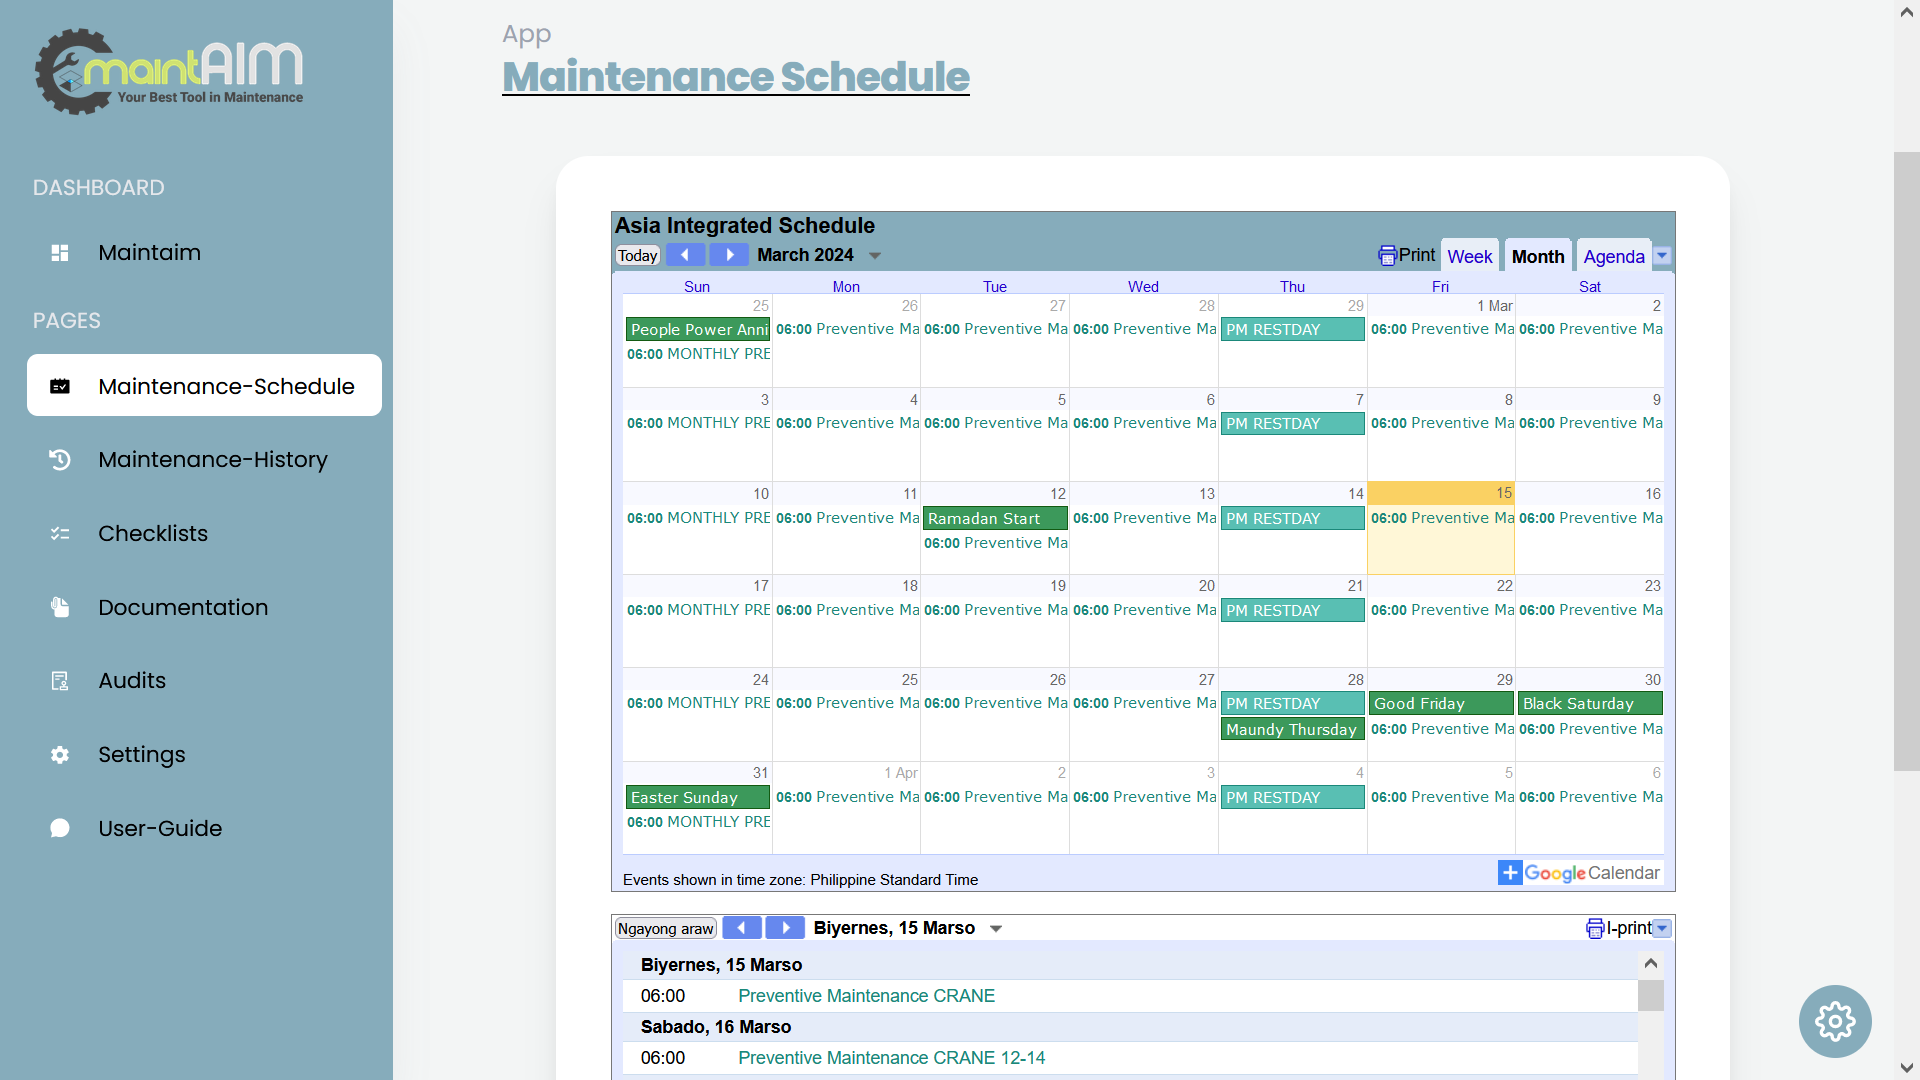 maintAIM
Your Best Tool in Maintenance
DASHBOARD
Maintaim
PAGES
Maintenance-Schedule
Maintenance-History
Checklists
Documentation
Audits
Settings
User-Guide
App
Maintenance Schedule
Asia Integrated Schedule
Today March 2024 Print Week Month Agenda
Sun Mon Tue Wed Thu Fri Sat
25 26 27 28 29 1 Mar 2
People Power Anni 06:00 Preventive Ma 06:00 Preventive Ma 06:00 Preventive Ma PM RESTDAY 06:00 Preventive Ma 06:00 Preventive Ma
06:00 MONTHLY PRE
3 4 5 6 7 8 9
06:00 MONTHLY PRE 06:00 Preventive Ma 06:00 Preventive Ma 06:00 Preventive Ma PM RESTDAY 06:00 Preventive Ma 06:00 Preventive Ma
10 11 12 13 14 15 16
06:00 MONTHLY PRE 06:00 Preventive Ma Ramadan Start 06:00 Preventive Ma PM RESTDAY 06:00 Preventive Ma 06:00 Preventive Ma
06:00 Preventive Ma
17 18 19 20 21 22 23
06:00 MONTHLY PRE 06:00 Preventive Ma 06:00 Preventive Ma 06:00 Preventive Ma PM RESTDAY 06:00 Preventive Ma 06:00 Preventive Ma
24 25 26 27 28 29 30
06:00 MONTHLY PRE 06:00 Preventive Ma 06:00 Preventive Ma 06:00 Preventive Ma PM RESTDAY Good Friday Black Saturday
Maundy Thursday 06:00 Preventive Ma 06:00 Preventive Ma
31 1 Apr 2 3 4 5 6
Easter Sunday 06:00 Preventive Ma 06:00 Preventive Ma 06:00 Preventive Ma PM RESTDAY 06:00 Preventive Ma 06:00 Preventive Ma
06:00 MONTHLY PRE
Events shown in time zone: Philippine Standard Time
Google Calendar
Ngayong araw Biyernes, 15 Marso I-print
Biyernes, 15 Marso
06:00 Preventive Maintenance CRANE
Sabado, 16 Marso
06:00 Preventive Maintenance CRANE 12-14